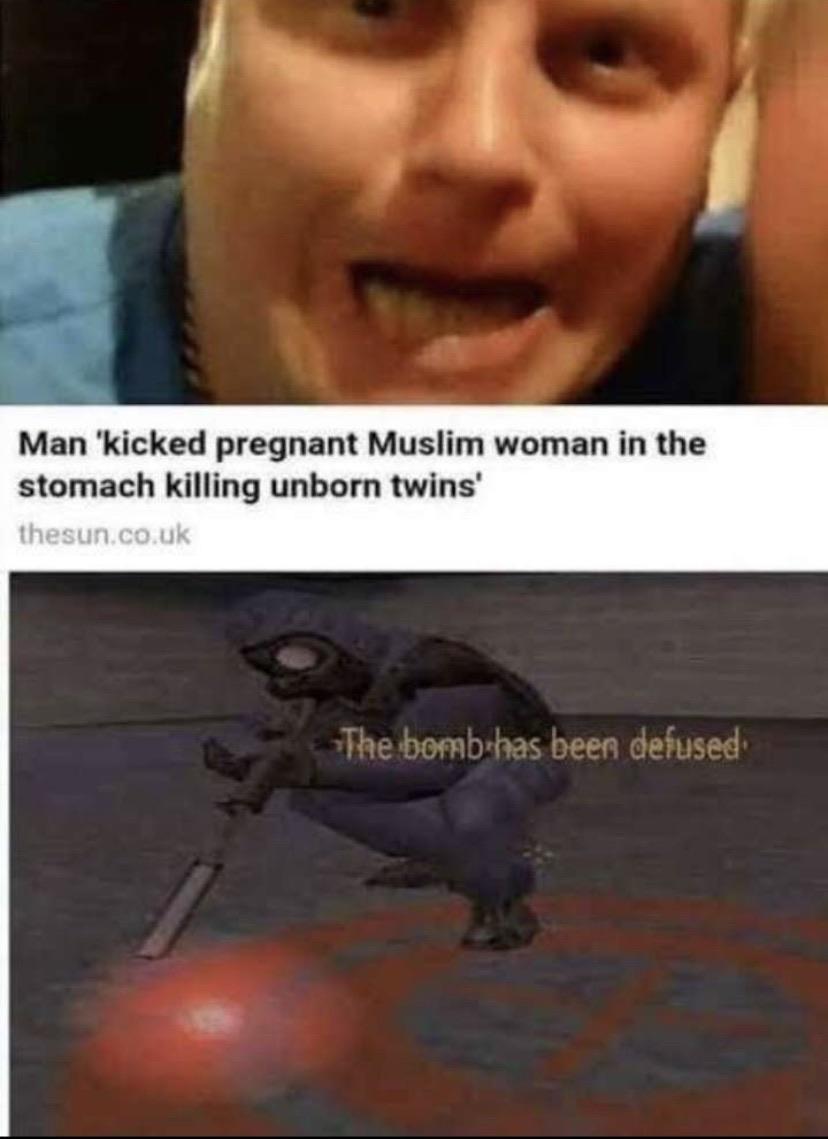 Man 'kicked pregnant Muslim woman in the
stomach killing unborn twins'
thesun.co.uk
The bomb has been defused